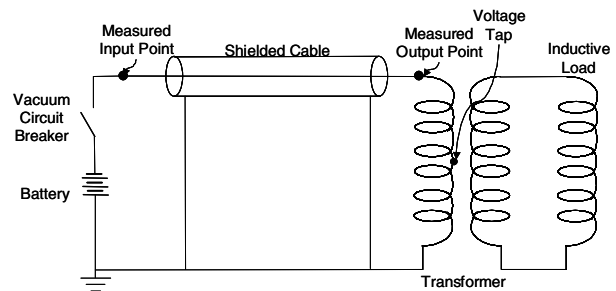 Measured
Input Point
Shielded Cable
Measured
Output Point
Voltage
Tap
Inductive
Load
Vacuum
Circuit
Breaker
Battery
Transformer